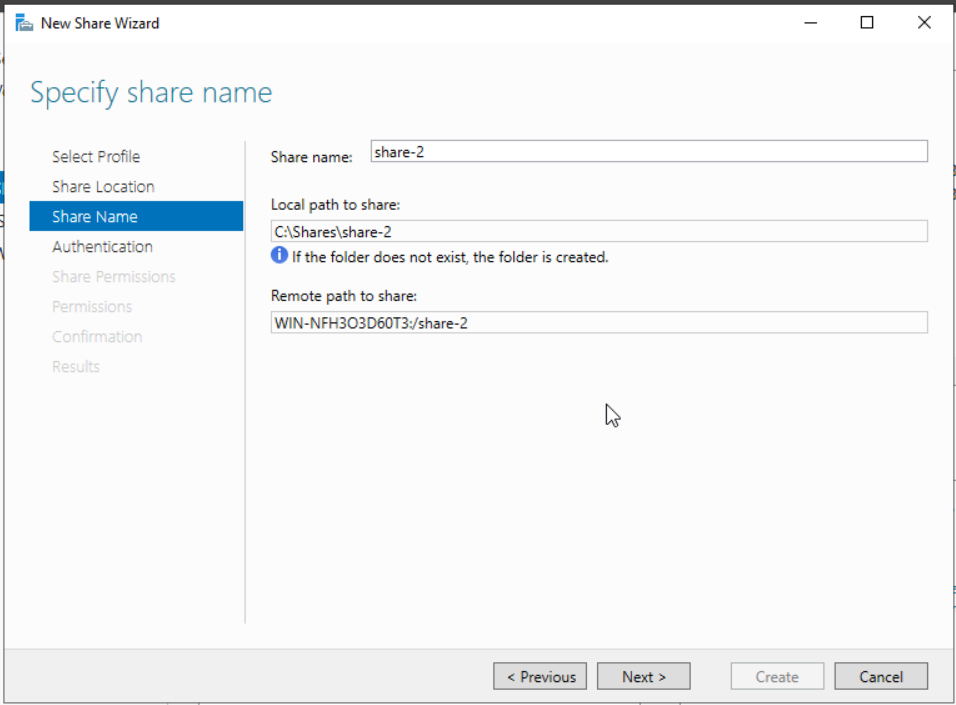 New Share Wizard
Specify share name
Select Profile
Share Location
Share Name
Authentication
Share Permissions
Permissions
Confirmation
Results
Share name: share-2
Local path to share:
C:\Shares\share-2
If the folder does not exist, the folder is created.
Remote path to share:
WIN-NFH3O3D60T3:/share-2
< Previous Next > Create Cancel